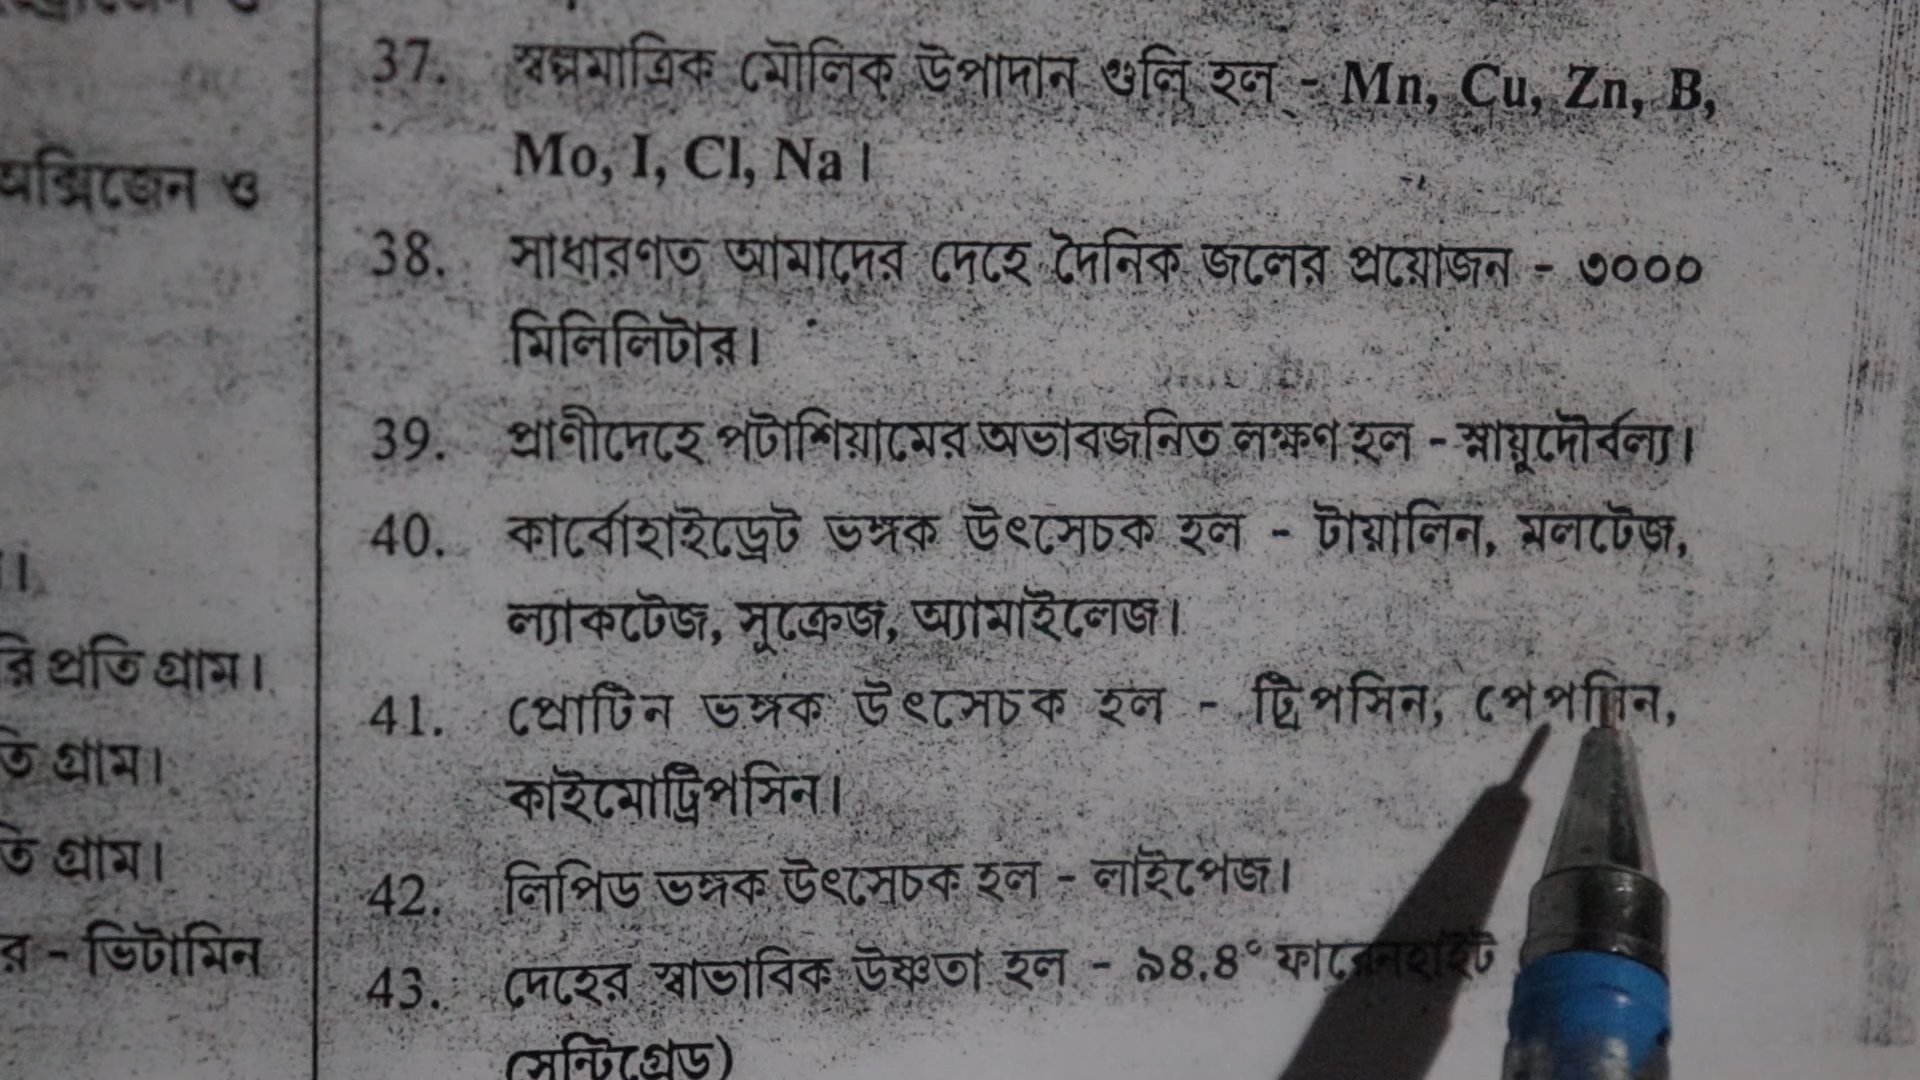 অক্সিজেন ও
।
রি প্রতি গ্রাম।
তি গ্রাম।
তি গ্রাম।
র - ভিটামিন
37. স্বল্পমাত্রিক মৌলিক উপাদান গুলি হল - Mn, Cu, Zn, B,
Mo, I, Cl, Na ।
38. সাধারণত আমাদের দেহে দৈনিক জলের প্রয়োজন - ৩০০০
মিলিলিটার।
39. প্রাণীদেহে পটাশিয়ামের অভাবজনিত লক্ষণ হল - স্নায়ুদৌর্বল্য।
40. কার্বোহাইড্রেট ভঙ্গক উৎসেচক হল - টায়ালিন, মলটেজ,
ল্যাকটেজ, সুক্রেজ, অ্যামাইলেজ।
41. প্রোটিন ভঙ্গক উৎসেচক হল - ট্রিপসিন, পেপসিন,
কাইমোট্রিপসিন।
42. লিপিড ভঙ্গক উৎসেচক হল - লাইপেজ।
43. দেহের স্বাভাবিক উষ্ণতা হল - ৯৪.৪° ফারেনহাইট
(সেন্টিগ্রেড)